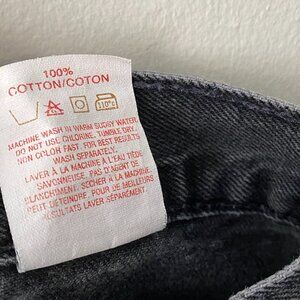 100%
COTTON/COTON
110°C
MACHINE WASH IN WARM SUDSY WATER.
DO NOT USE CHLORINE. TUMBLE DRY.
NON COLOR FAST. FOR BEST RESULTS
WASH SEPARATELY.
LAVER À LA MACHINE À L'EAU TIÈDE
SAVONNEUSE. PAS D'AGENT DE
BLANCHIMENT. SÉCHER À LA MACHINE.
PEUT DÉTEINDRE. POUR DE MEILLEURS
RÉSULTATS LAVER SÉPARÉMENT.